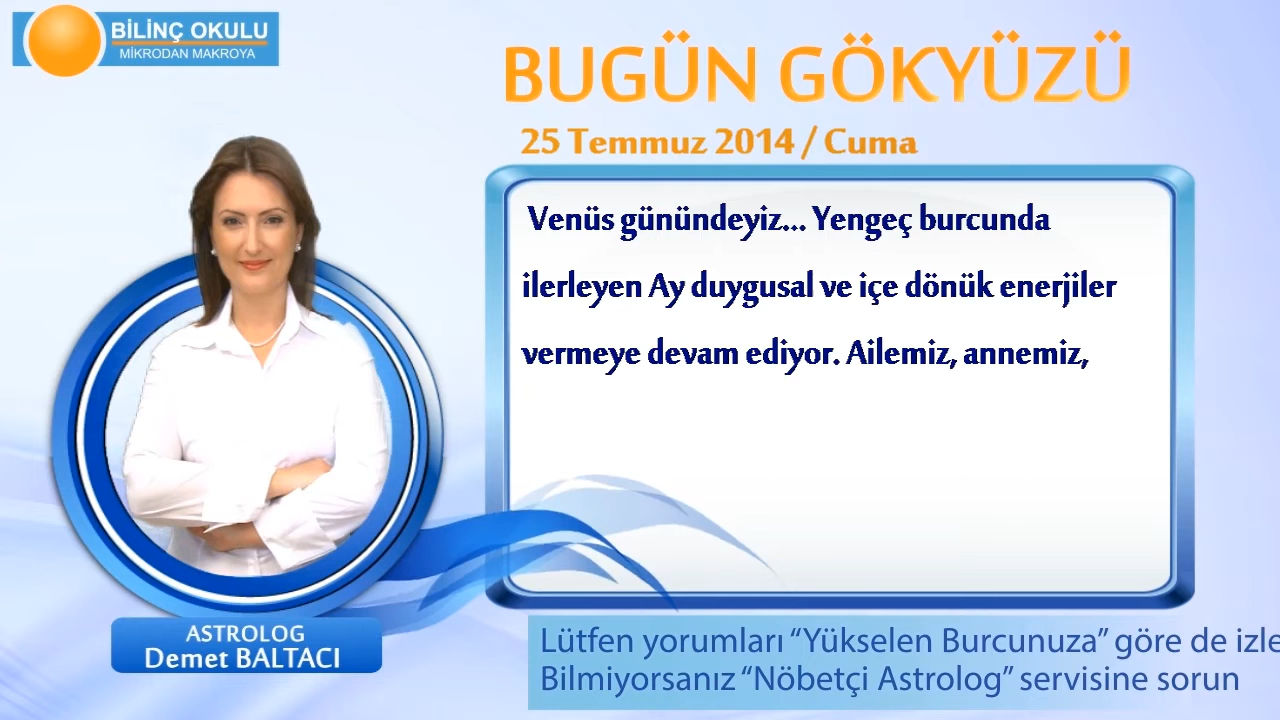 BİLİNÇ OKULU
MİKRODAN MAKROYA
BUGÜN GÖKYÜZÜ
25 Temmuz 2014 / Cuma
Venüs günündeyiz... Yengeç burcunda
ilerleyen Ay duygusal ve içe dönük enerjiler
vermeye devam ediyor. Ailemiz, annemiz,
ASTROLOG
Demet BALTACI
Lütfen yorumları “Yükselen Burcunuza” göre de izle
Bilmiyorsanız “Nöbetçi Astrolog” servisine sorun